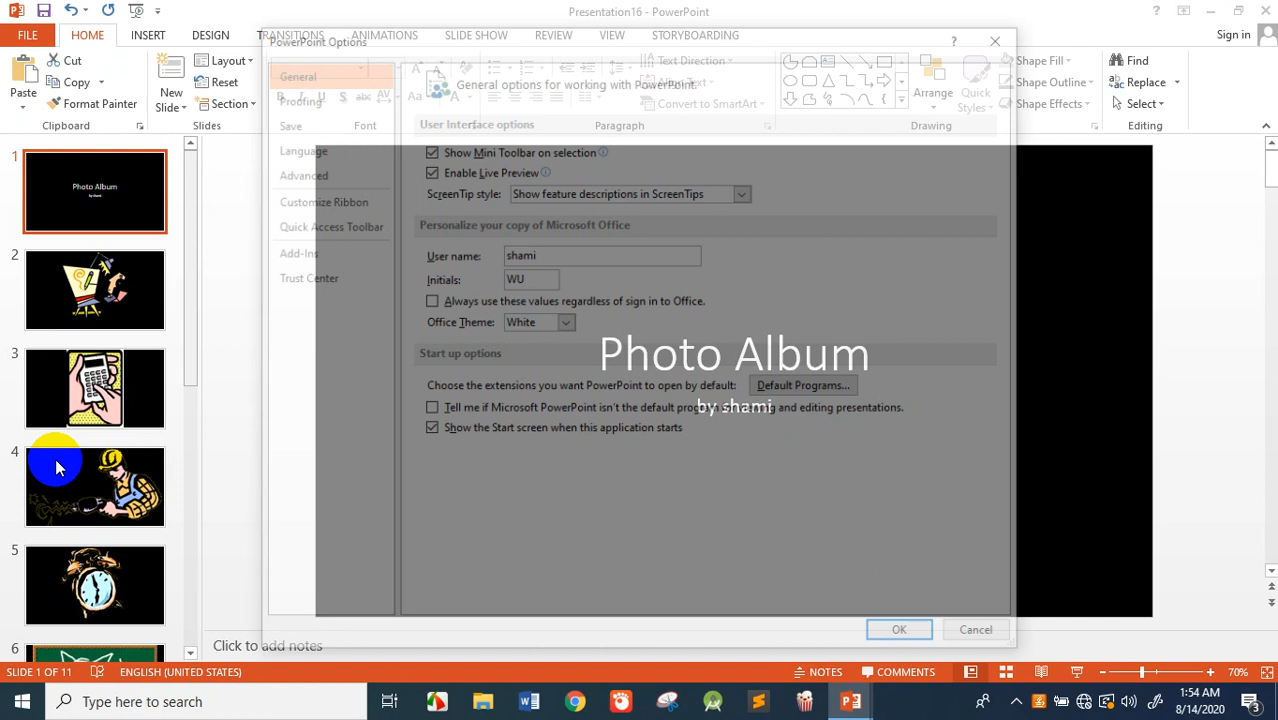 Presentation16 - PowerPoint
FILE HOME INSERT DESIGN TRANSITIONS ANIMATIONS SLIDE SHOW REVIEW VIEW STORYBOARDING Sign in
Paste
Cut
Copy
Format Painter
Clipboard
New
Slide
Layout
Reset
Section
Slides
Font
Text Direction
Align Text
Convert to SmartArt
Paragraph
Arrange
Quick
Styles
Shape Fill
Shape Outline
Shape Effects
Drawing
Find
Replace
Select
Editing
PowerPoint Options
General
Proofing
Save
Language
Advanced
Customize Ribbon
Quick Access Toolbar
Add-Ins
Trust Center
General options for working with PowerPoint.
User Interface options
Show Mini Toolbar on selection
Enable Live Preview
ScreenTip style: Show feature descriptions in ScreenTips
Personalize your copy of Microsoft Office
User name: shami
Initials: WU
Always use these values regardless of sign in to Office.
Office Theme: White
Start up options
Choose the extensions you want PowerPoint to open by default: Default Programs...
Tell me if Microsoft PowerPoint isn't the default program for viewing and editing presentations.
Show the Start screen when this application starts
OK Cancel
Photo Album
by shami
1
Photo Album
by shami
2
3
4
5
6
Click to add notes
SLIDE 1 OF 11 ENGLISH (UNITED STATES) NOTES COMMENTS 70%
Type here to search
1:54 AM
8/14/2020
3